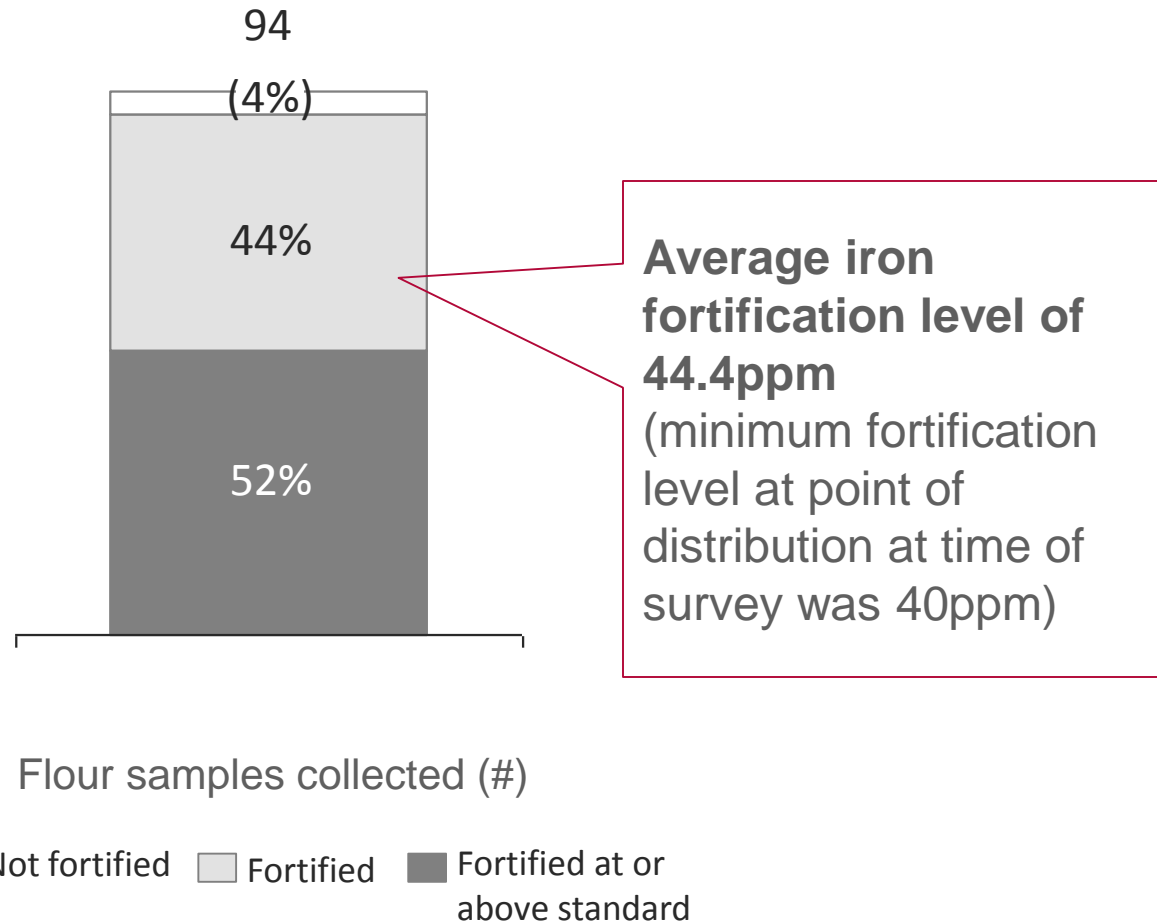 94
(4%)
44%
52%
Average iron
fortification level of
44.4ppm
(minimum fortification
level at point of
distribution at time of
survey was 40ppm)
Flour samples collected (#)
fortified
Fortified
Fortified at or
above standard